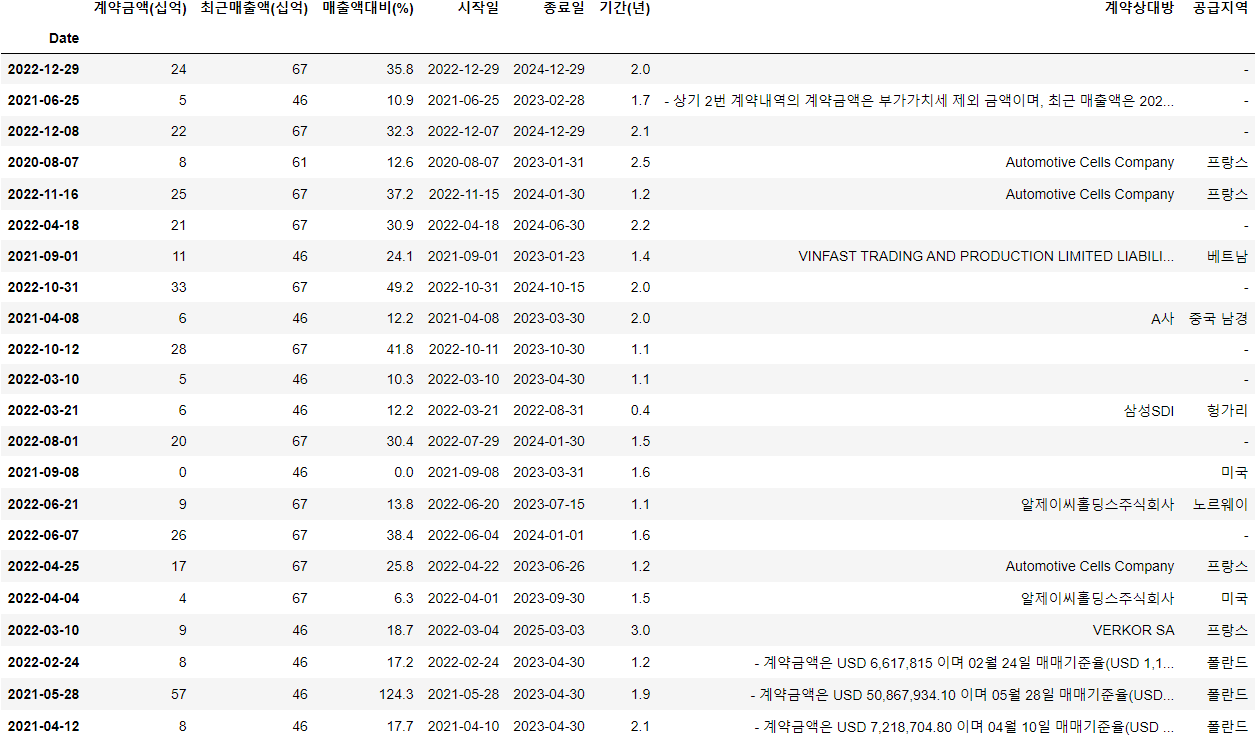 계약금액(십억) 최근매출액(십억) 매출액대비(%) 시작일 종료일 기간(년) 계약상대방 공급지역
Date
2022-12-29 24 67 35.8 2022-12-29 2024-12-29 2.0 -
2021-06-25 5 46 10.9 2021-06-25 2023-02-28 1.7 - 상기 2번 계약내역의 계약금액은 부가가치세 제외 금액이며, 최근 매출액은 202... -
2022-12-08 22 67 32.3 2022-12-07 2024-12-29 2.1 -
2020-08-07 8 61 12.6 2020-08-07 2023-01-31 2.5 Automotive Cells Company 프랑스
2022-11-16 25 67 37.2 2022-11-15 2024-01-30 1.2 Automotive Cells Company 프랑스
2022-04-18 21 67 30.9 2022-04-18 2024-06-30 2.2 -
2021-09-01 11 46 24.1 2021-09-01 2023-01-23 1.4 VINFAST TRADING AND PRODUCTION LIMITED LIABILI... 베트남
2022-10-31 33 67 49.2 2022-10-31 2024-10-15 2.0 -
2021-04-08 6 46 12.2 2021-04-08 2023-03-30 2.0 A사 중국 남경
2022-10-12 28 67 41.8 2022-10-11 2023-10-30 1.1 -
2022-03-10 5 46 10.3 2022-03-10 2023-04-30 1.1 -
2022-03-21 6 46 12.2 2022-03-21 2022-08-31 0.4 삼성SDI 헝가리
2022-08-01 20 67 30.4 2022-07-29 2024-01-30 1.5 -
2021-09-08 0 46 0.0 2021-09-08 2023-03-31 1.6 미국
2022-06-21 9 67 13.8 2022-06-20 2023-07-15 1.1 알제이씨홀딩스주식회사 노르웨이
2022-06-07 26 67 38.4 2022-06-04 2024-01-01 1.6 -
2022-04-25 17 67 25.8 2022-04-22 2023-06-26 1.2 Automotive Cells Company 프랑스
2022-04-04 4 67 6.3 2022-04-01 2023-09-30 1.5 알제이씨홀딩스주식회사 미국
2022-03-10 9 46 18.7 2022-03-04 2025-03-03 3.0 VERKOR SA 프랑스
2022-02-24 8 46 17.2 2022-02-24 2023-04-30 1.2 - 계약금액은 USD 6,617,815 이며 02월 24일 매매기준율(USD 1,1... 폴란드
2021-05-28 57 46 124.3 2021-05-28 2023-04-30 1.9 - 계약금액은 USD 50,867,934.10 이며 05월 28일 매매기준율(USD... 폴란드
2021-04-12 8 46 17.7 2021-04-10 2023-04-30 2.1 - 계약금액은 USD 7,218,704.80 이며 04월 10일 매매기준율(USD ... 폴란드